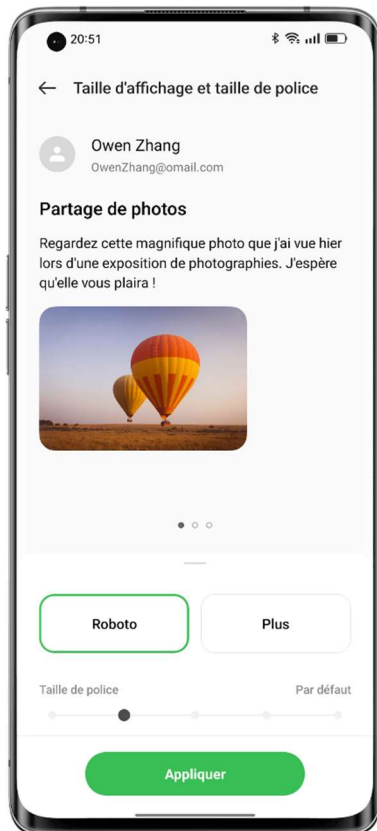 20:51
Taille d'affichage et taille de police
Owen Zhang
OwenZhang@omail.com
Partage de photos
Regardez cette magnifique photo que j'ai vue hier
lors d'une exposition de photographies. J'espère
qu'elle vous plaira !
Roboto
Plus
Taille de police
Par défaut
Appliquer